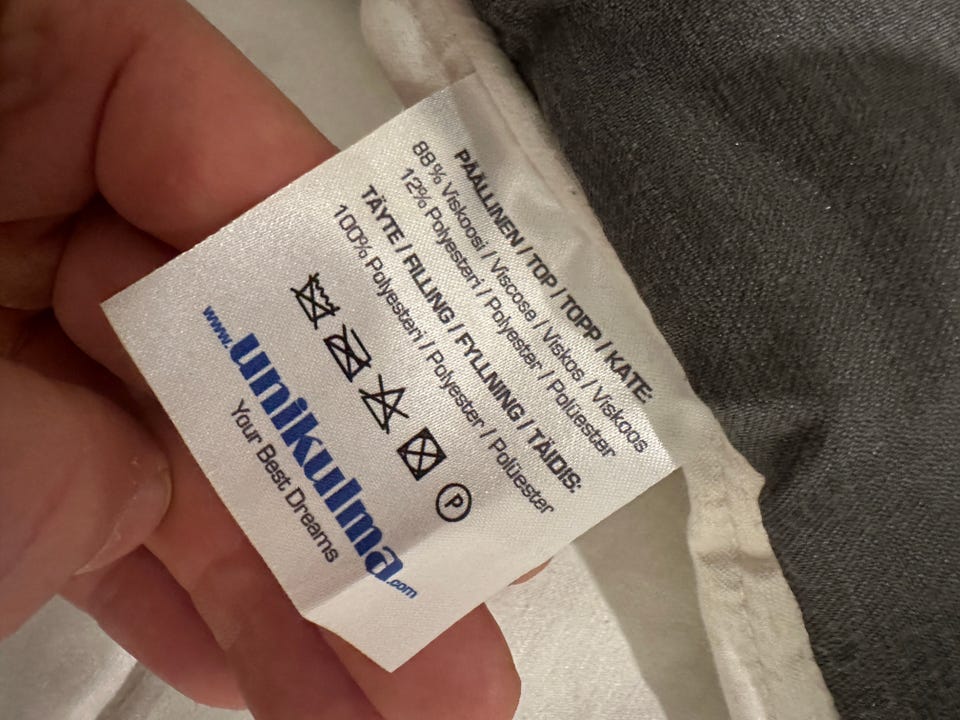 PÄÄLLINEN / TOP / TOPP / KATE:
88% Viskoosi / Viscose / Viskos / Viskoos
12% Polyesteri / Polyester / Polüester
TÄYTE / FILLING / FYLLNING / TÄIDIS:
100% Polyesteri / Polyester / Polüester
P
www.unikulma.com
Your Best Dreams